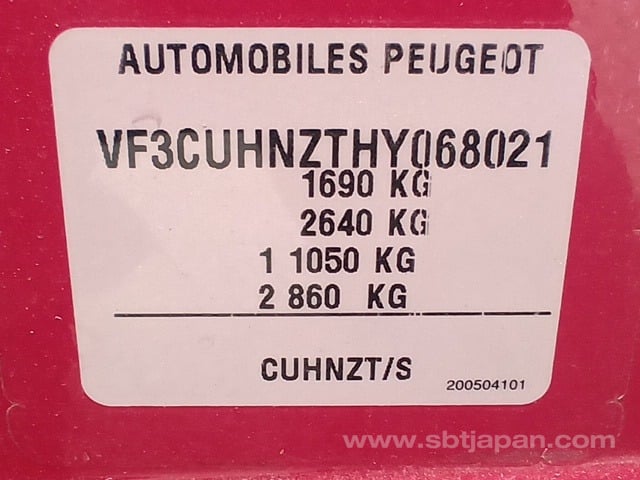 AUTOMOBILES PEUGEOT
VF3CUHNZTHY068021
1690 KG
2640 KG
1 1050 KG
2 860 KG
CUHNZT/S
200504101
www.sbtjapan.com